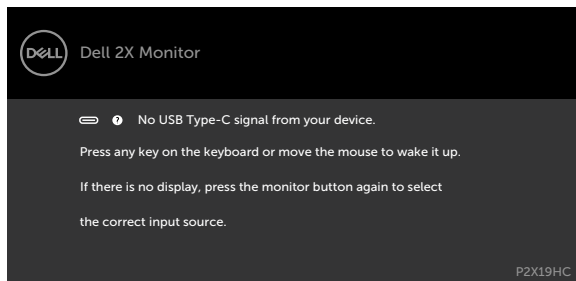 DELL
Dell 2X Monitor
? No USB Type-C signal from your device.
Press any key on the keyboard or move the mouse to wake it up.
If there is no display, press the monitor button again to select
the correct input source.
P2X19HC